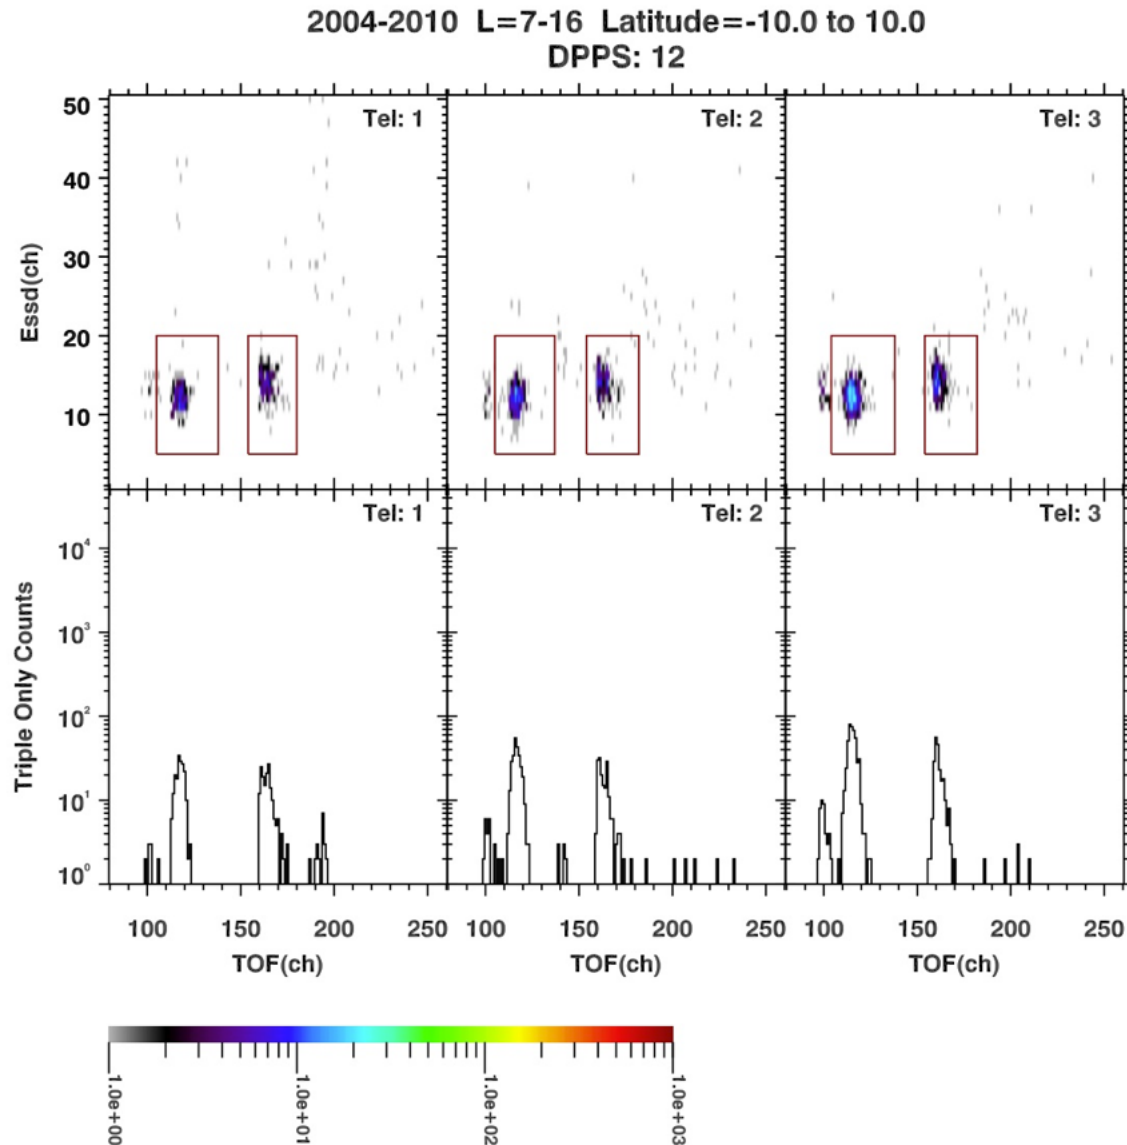 2004-2010 L=7-16 Latitude=-10.0 to 10.0
DPPS: 12
Tel: 1 Tel: 2 Tel: 3
Essd(ch)
50
40
30
20
10
Tel: 1 Tel: 2 Tel: 3
Triple Only Counts
10⁴
10³
10²
10¹
10⁰
100 150 200 250 100 150 200 250 100 150 200 250
TOF(ch) TOF(ch) TOF(ch)
1.0e+00 1.0e+01 1.0e+02 1.0e+03